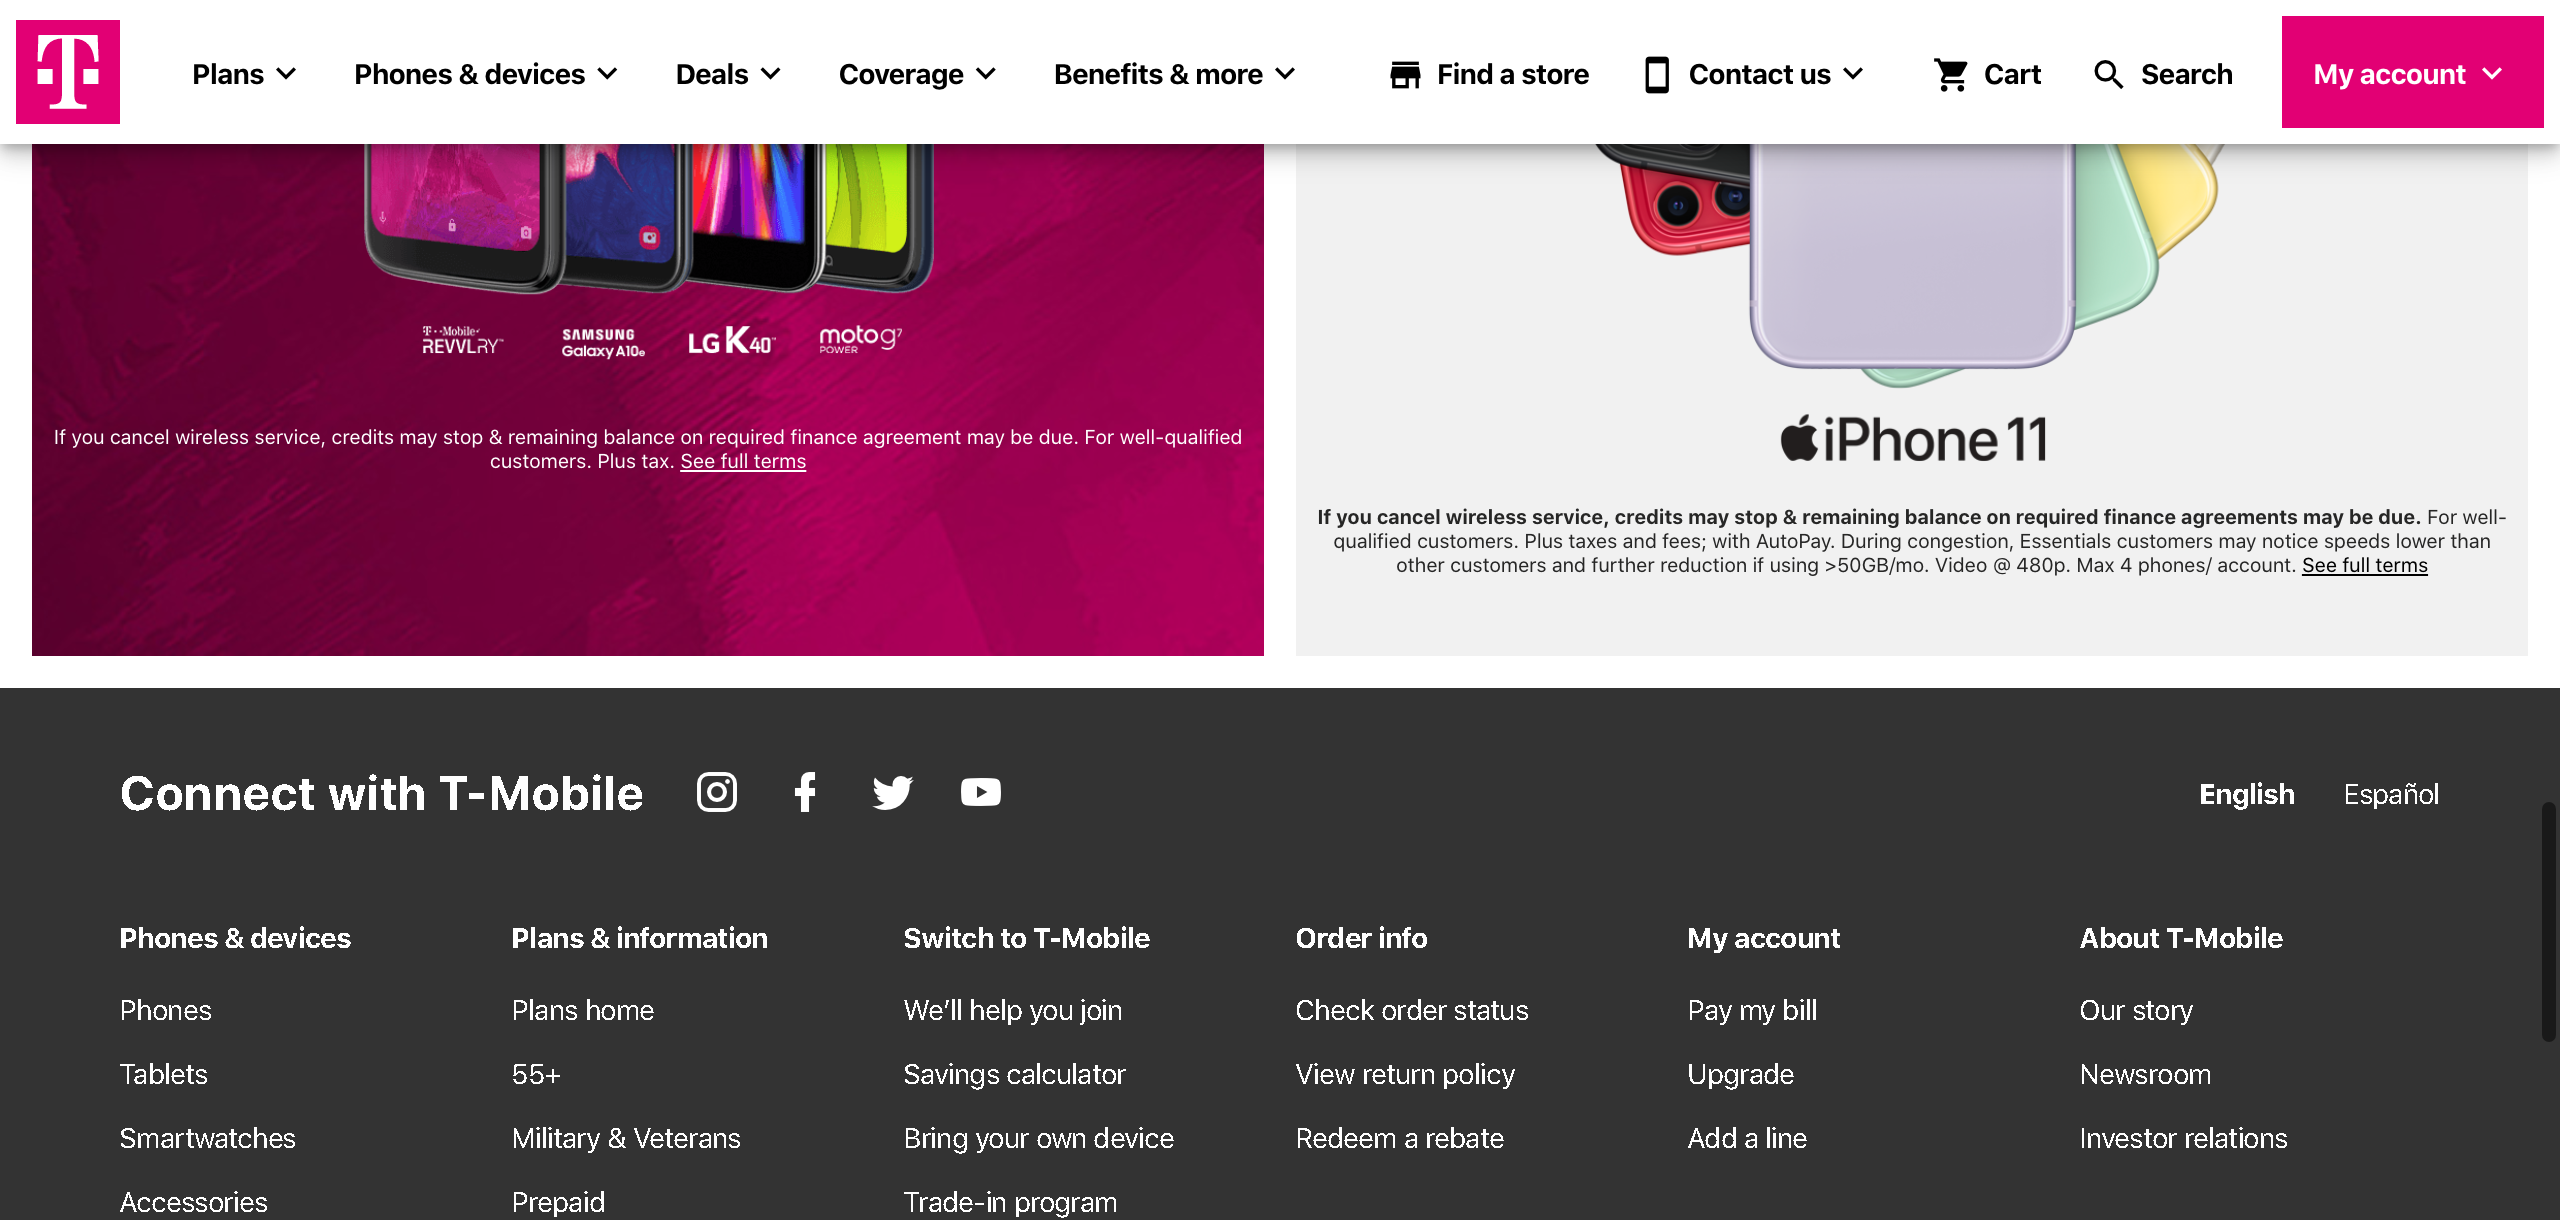 T
Plans
Phones & devices
Deals
Coverage
Benefits & more
Find a store
Contact us
Cart
Search
My account
T-Mobile
REVVLRY
SAMSUNG
Galaxy A10e
LG K40
moto g7
POWER
If you cancel wireless service, credits may stop & remaining balance on required finance agreement may be due. For well-qualified
customers. Plus tax. See full terms
iPhone 11
If you cancel wireless service, credits may stop & remaining balance on required finance agreements may be due. For well-
qualified customers. Plus taxes and fees; with AutoPay. During congestion, Essentials customers may notice speeds lower than
other customers and further reduction if using >50GB/mo. Video @ 480p. Max 4 phones/ account. See full terms
Connect with T-Mobile
English
Español
Phones & devices
Phones
Tablets
Smartwatches
Accessories
Plans & information
Plans home
55+
Military & Veterans
Prepaid
Switch to T-Mobile
We’ll help you join
Savings calculator
Bring your own device
Trade-in program
Order info
Check order status
View return policy
Redeem a rebate
My account
Pay my bill
Upgrade
Add a line
About T-Mobile
Our story
Newsroom
Investor relations